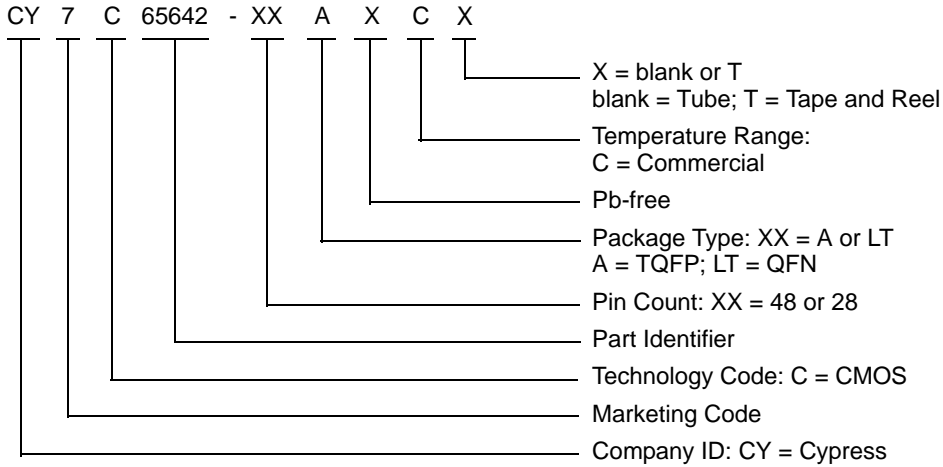 CY 7 C 65642 - XX A X C X
X = blank or T
blank = Tube; T = Tape and Reel
Temperature Range:
C = Commercial
Pb-free
Package Type: XX = A or LT
A = TQFP; LT = QFN
Pin Count: XX = 48 or 28
Part Identifier
Technology Code: C = CMOS
Marketing Code
Company ID: CY = Cypress